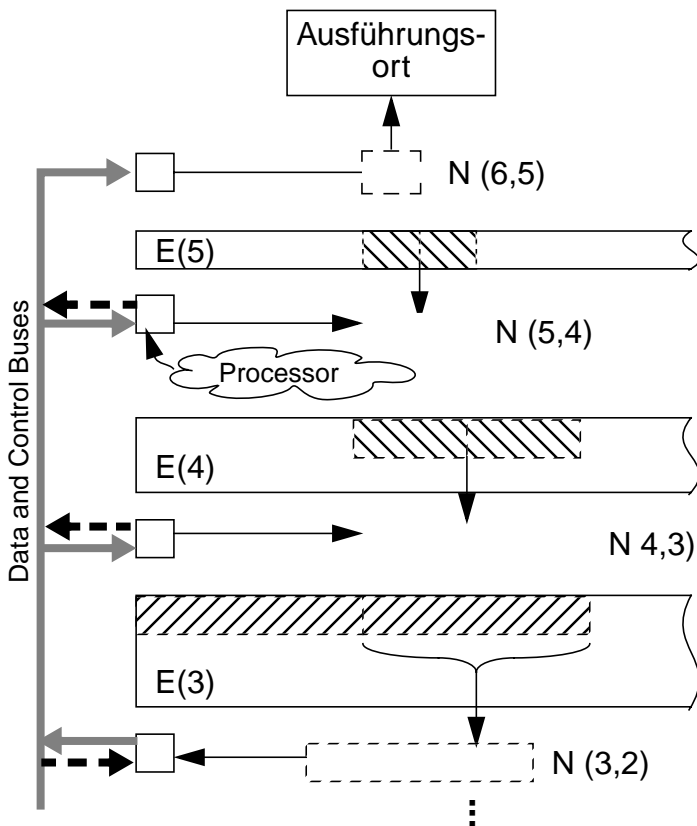 Ausführungs-
ort
N (6,5)
E(5)
N (5,4)
Processor
Data and Control Buses
E(4)
N 4,3)
E(3)
N (3,2)